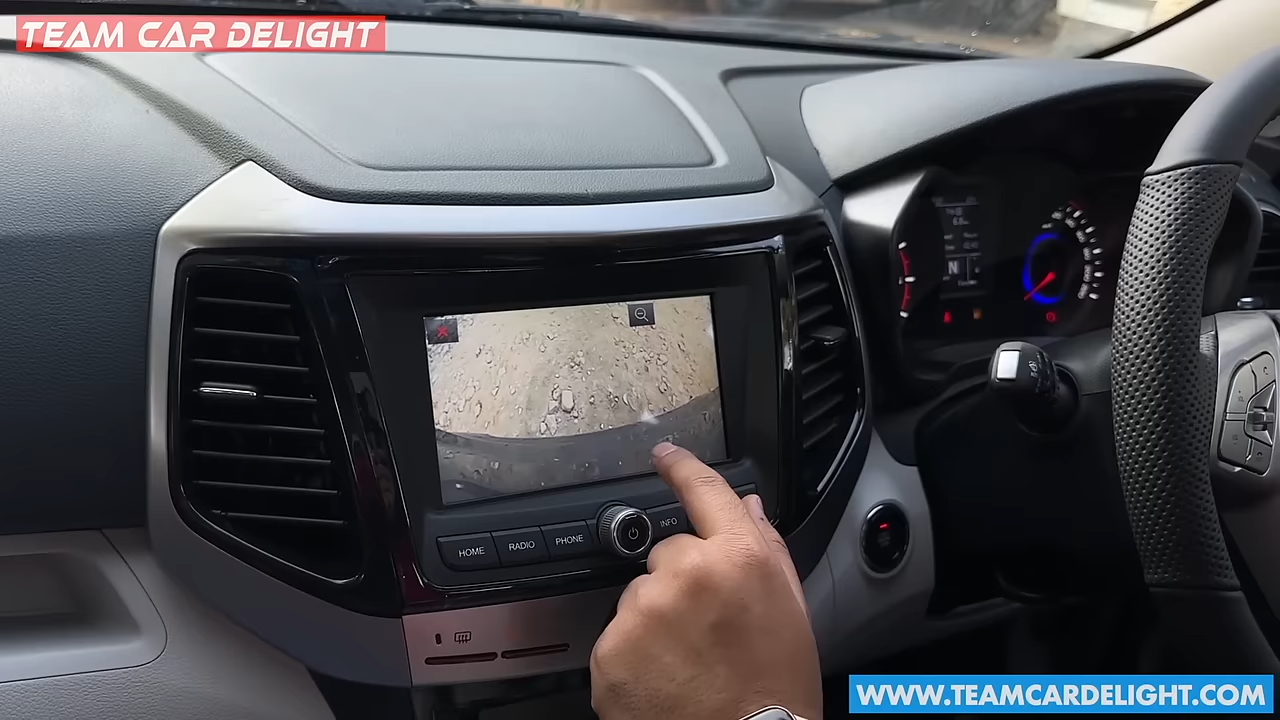 TEAM CAR DELIGHT
HOME
RADIO
PHONE
INFO
N
WWW.TEAMCARDELIGHT.COM